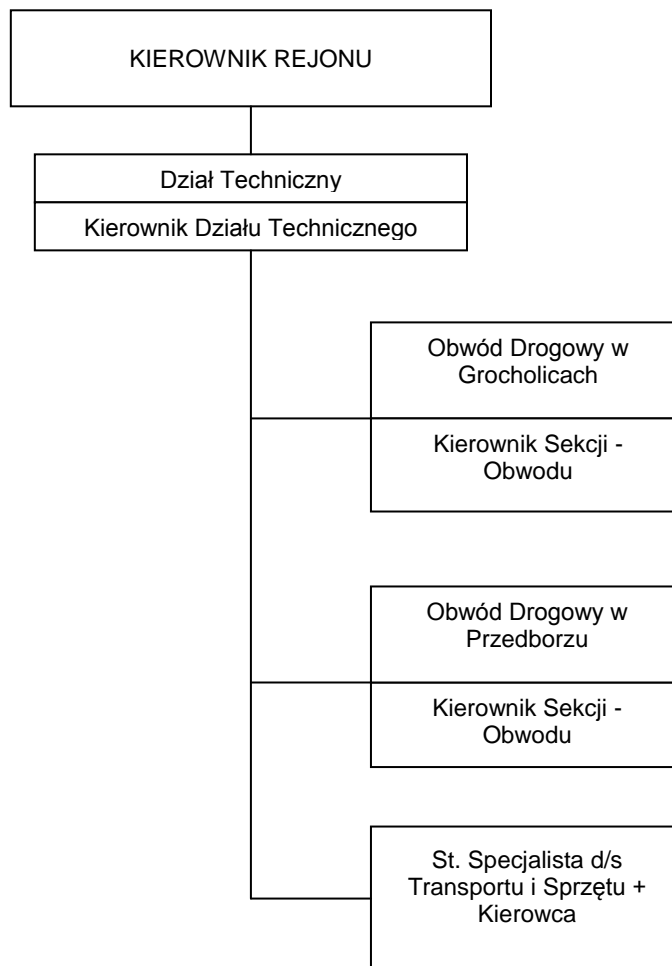 KIEROWNIK REJONU
Dział Techniczny
Kierownik Działu Technicznego
Obwód Drogowy w
Grocholicach
Kierownik Sekcji -
Obwodu
Obwód Drogowy w
Przedborzu
Kierownik Sekcji -
Obwodu
St. Specjalista d/s
Transportu i Sprzętu +
Kierowca